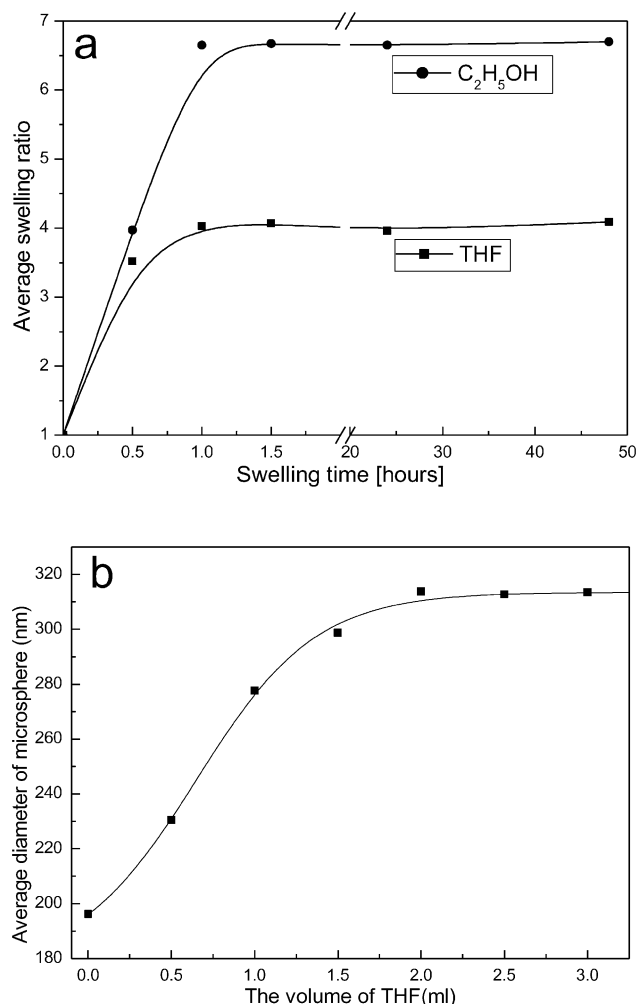 a
7
6
5
4
3
2
1
Average swelling ratio
C₂H₅OH
THF
0.0 0.5 1.0 1.5 20 30 40 50
Swelling time [hours]
b
320
300
280
260
240
220
200
180
Average diameter of microsphere (nm)
0.0 0.5 1.0 1.5 2.0 2.5 3.0
The volume of THF(ml)